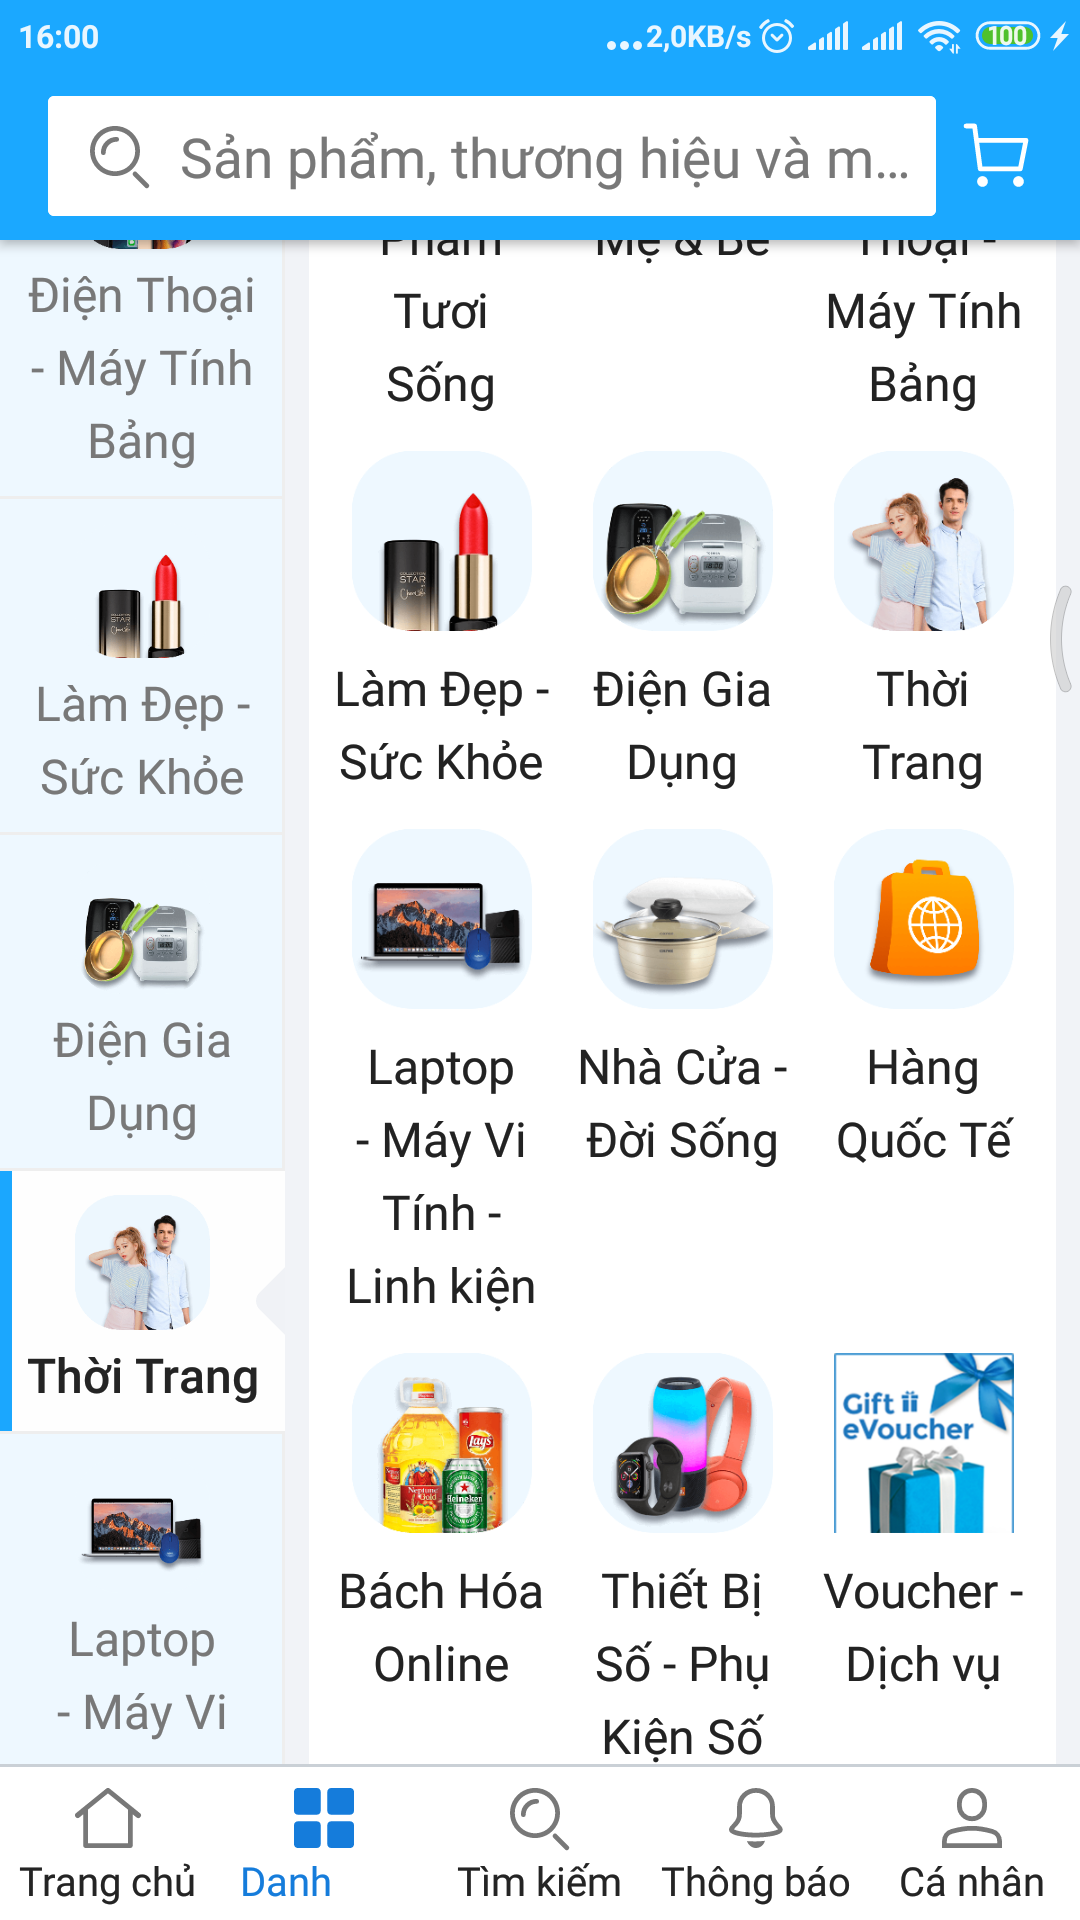 16:00
...2,0KB/s
100
Sản phẩm, thương hiệu và m...
Điện Thoại
- Máy Tính
Bảng
Làm Đẹp -
Sức Khỏe
Điện Gia
Dụng
Thời Trang
Laptop
- Máy Vi
Phẩm
Tươi
Sống
Mẹ & Bé
Thoại -
Máy Tính
Bảng
Làm Đẹp -
Sức Khỏe
Điện Gia
Dụng
Thời
Trang
Laptop
- Máy Vi
Tính -
Linh kiện
Nhà Cửa -
Đời Sống
Hàng
Quốc Tế
Gift
eVoucher
Bách Hóa
Online
Thiết Bị
Số - Phụ
Kiện Số
Voucher -
Dịch vụ
Trang chủ
Danh
Tìm kiếm
Thông báo
Cá nhân